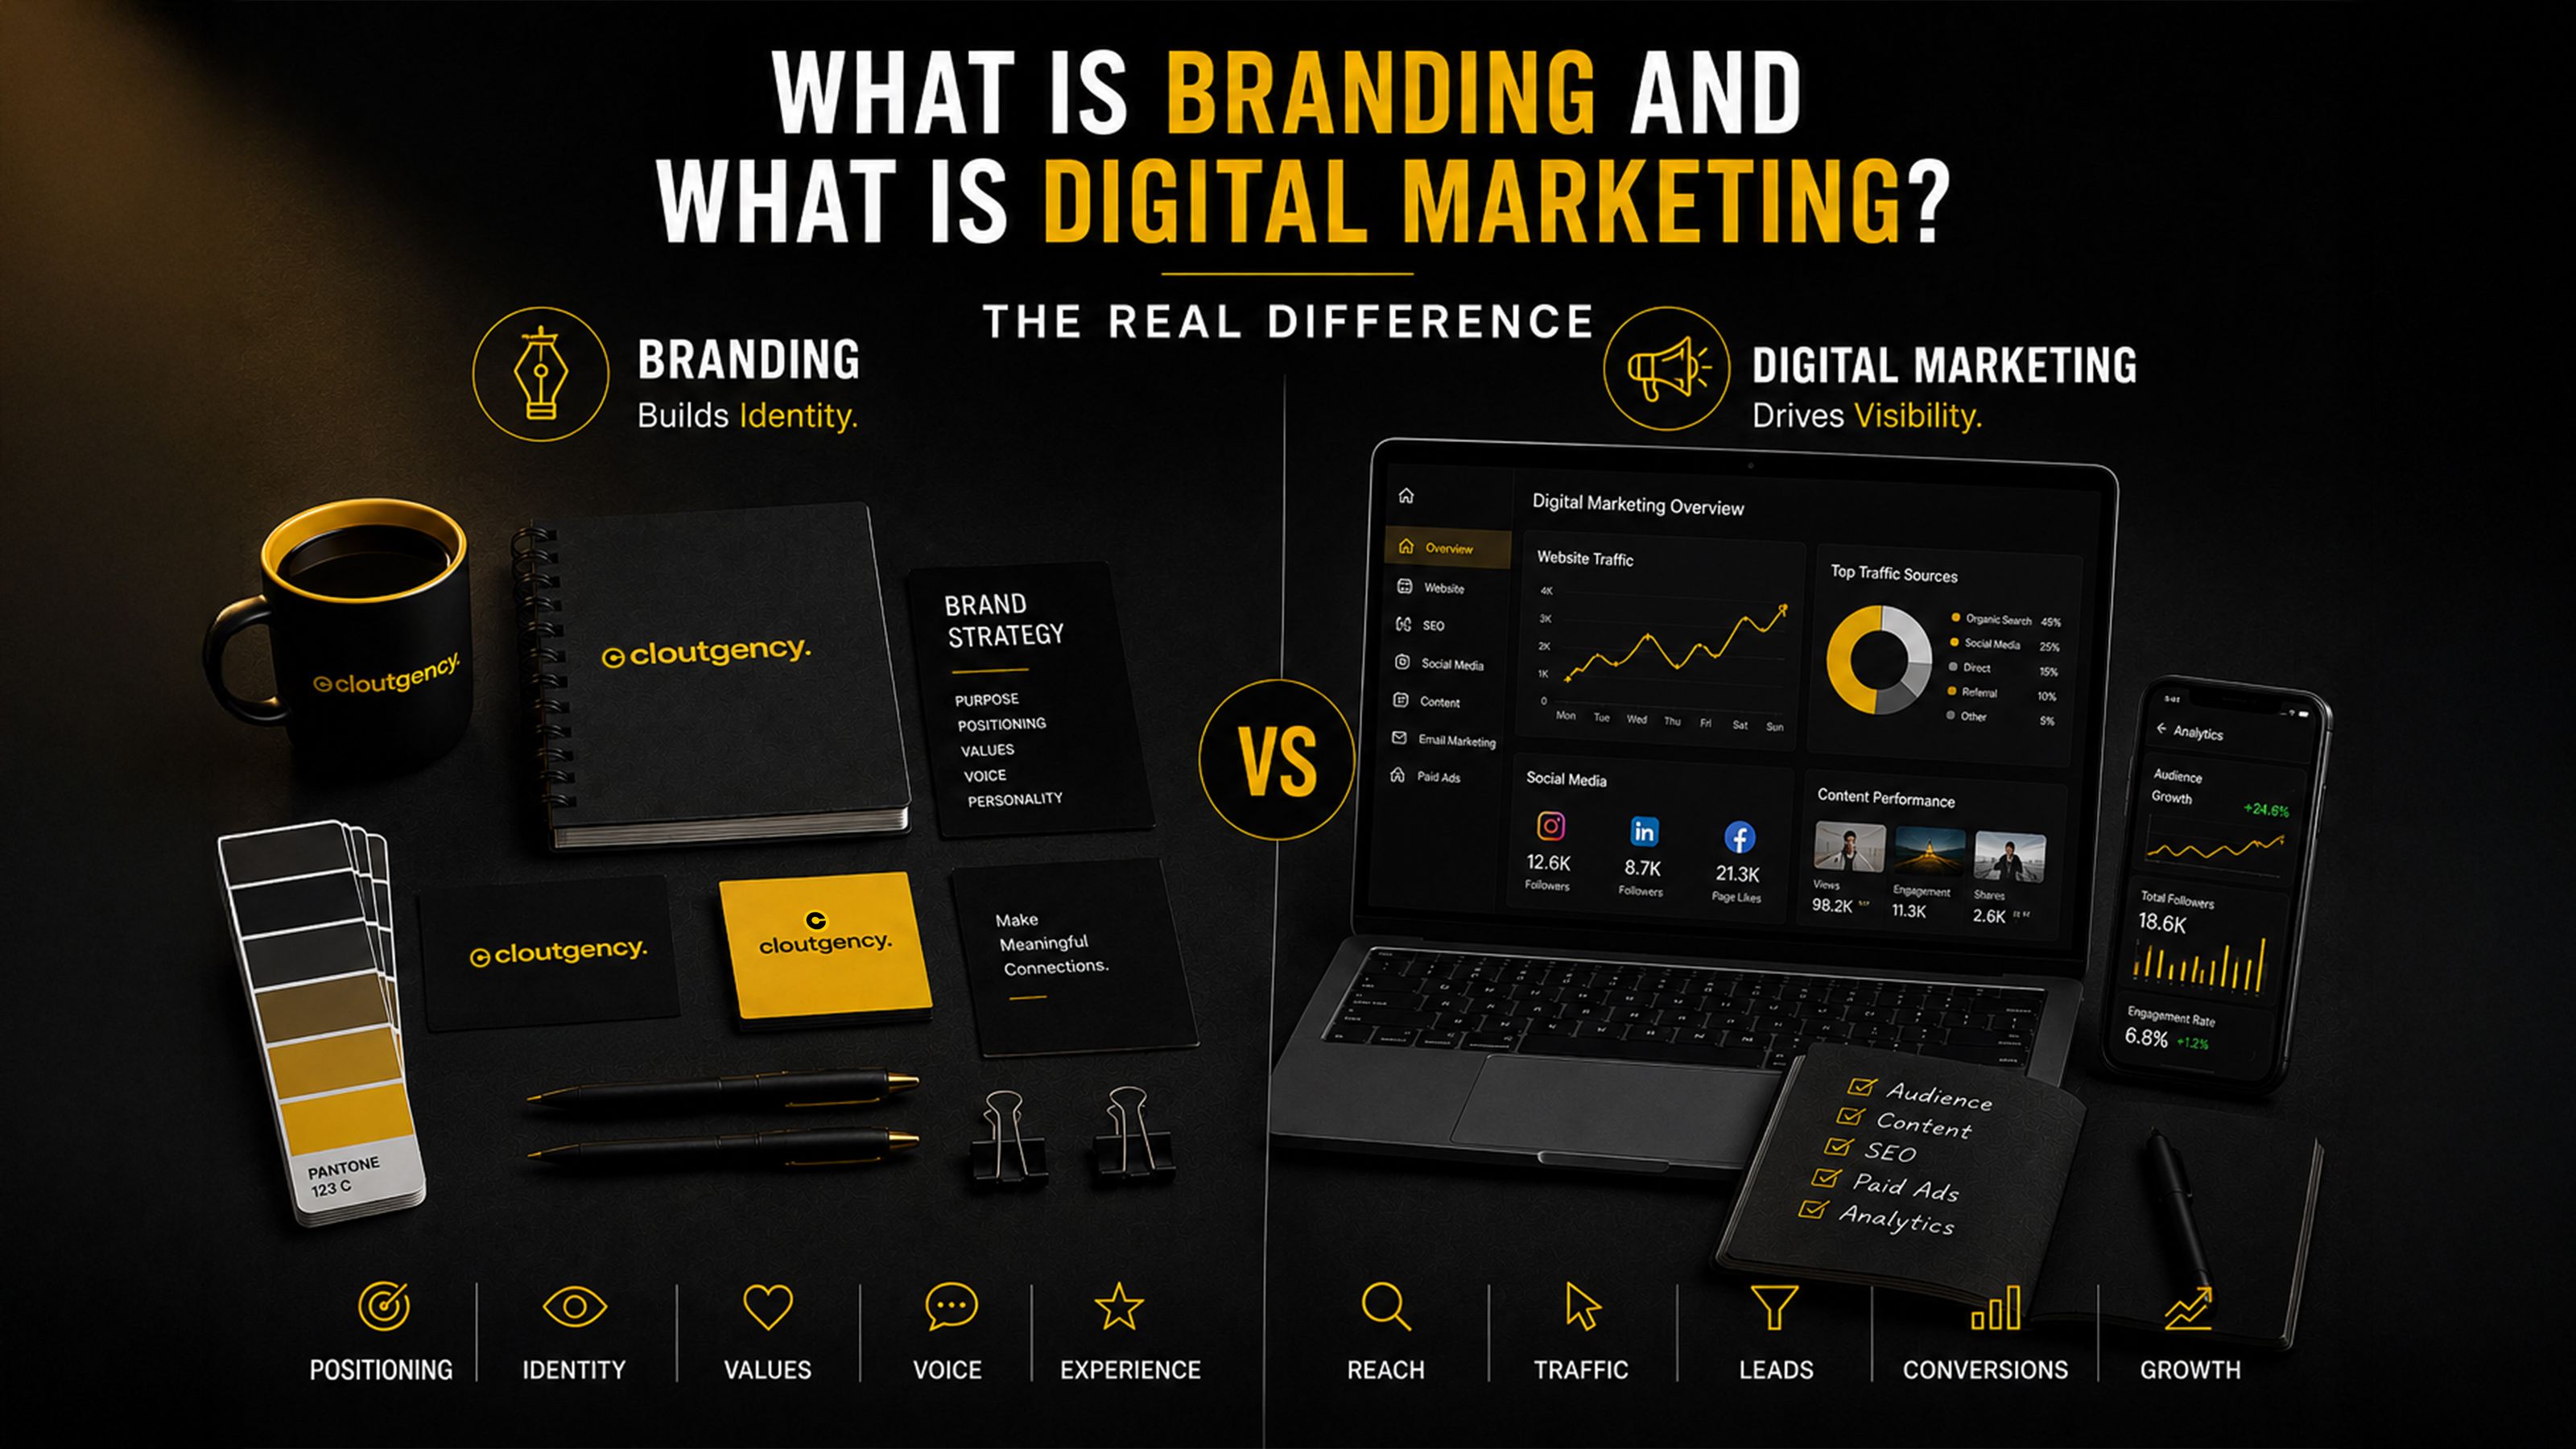 WHAT IS BRANDING AND
WHAT IS DIGITAL MARKETING?
THE REAL DIFFERENCE
BRANDING
Builds Identity.
cloutgency.
cloutgency.
BRAND
STRATEGY
PURPOSE
POSITIONING
VALUES
VOICE
PERSONALITY
cloutgency.
cloutgency.
Make
Meaningful
Connections.
PANTONE
123 C
POSITIONING
IDENTITY
VALUES
VOICE
EXPERIENCE
VS
DIGITAL MARKETING
Drives Visibility.
Digital Marketing Overview
Overview
Website
SEO
Social Media
Content
Email Marketing
Paid Ads
Website Traffic
4K
3K
2K
1K
0
Mon Tue Wed Thu Fri Sat Sun
Top Traffic Sources
Organic Search 45%
Social Media 25%
Direct 15%
Referral 10%
Other 5%
Social Media
12.6K
Followers
8.7K
Followers
21.3K
Page Likes
Content Performance
Views
98.2K
Engagement
11.3K
Shares
2.6K
Analytics
Audience
Growth +24.6%
Total Followers
18.6K
Engagement Rate
6.8% +1.2%
Audience
Content
SEO
Paid Ads
Analytics
REACH
TRAFFIC
LEADS
CONVERSIONS
GROWTH